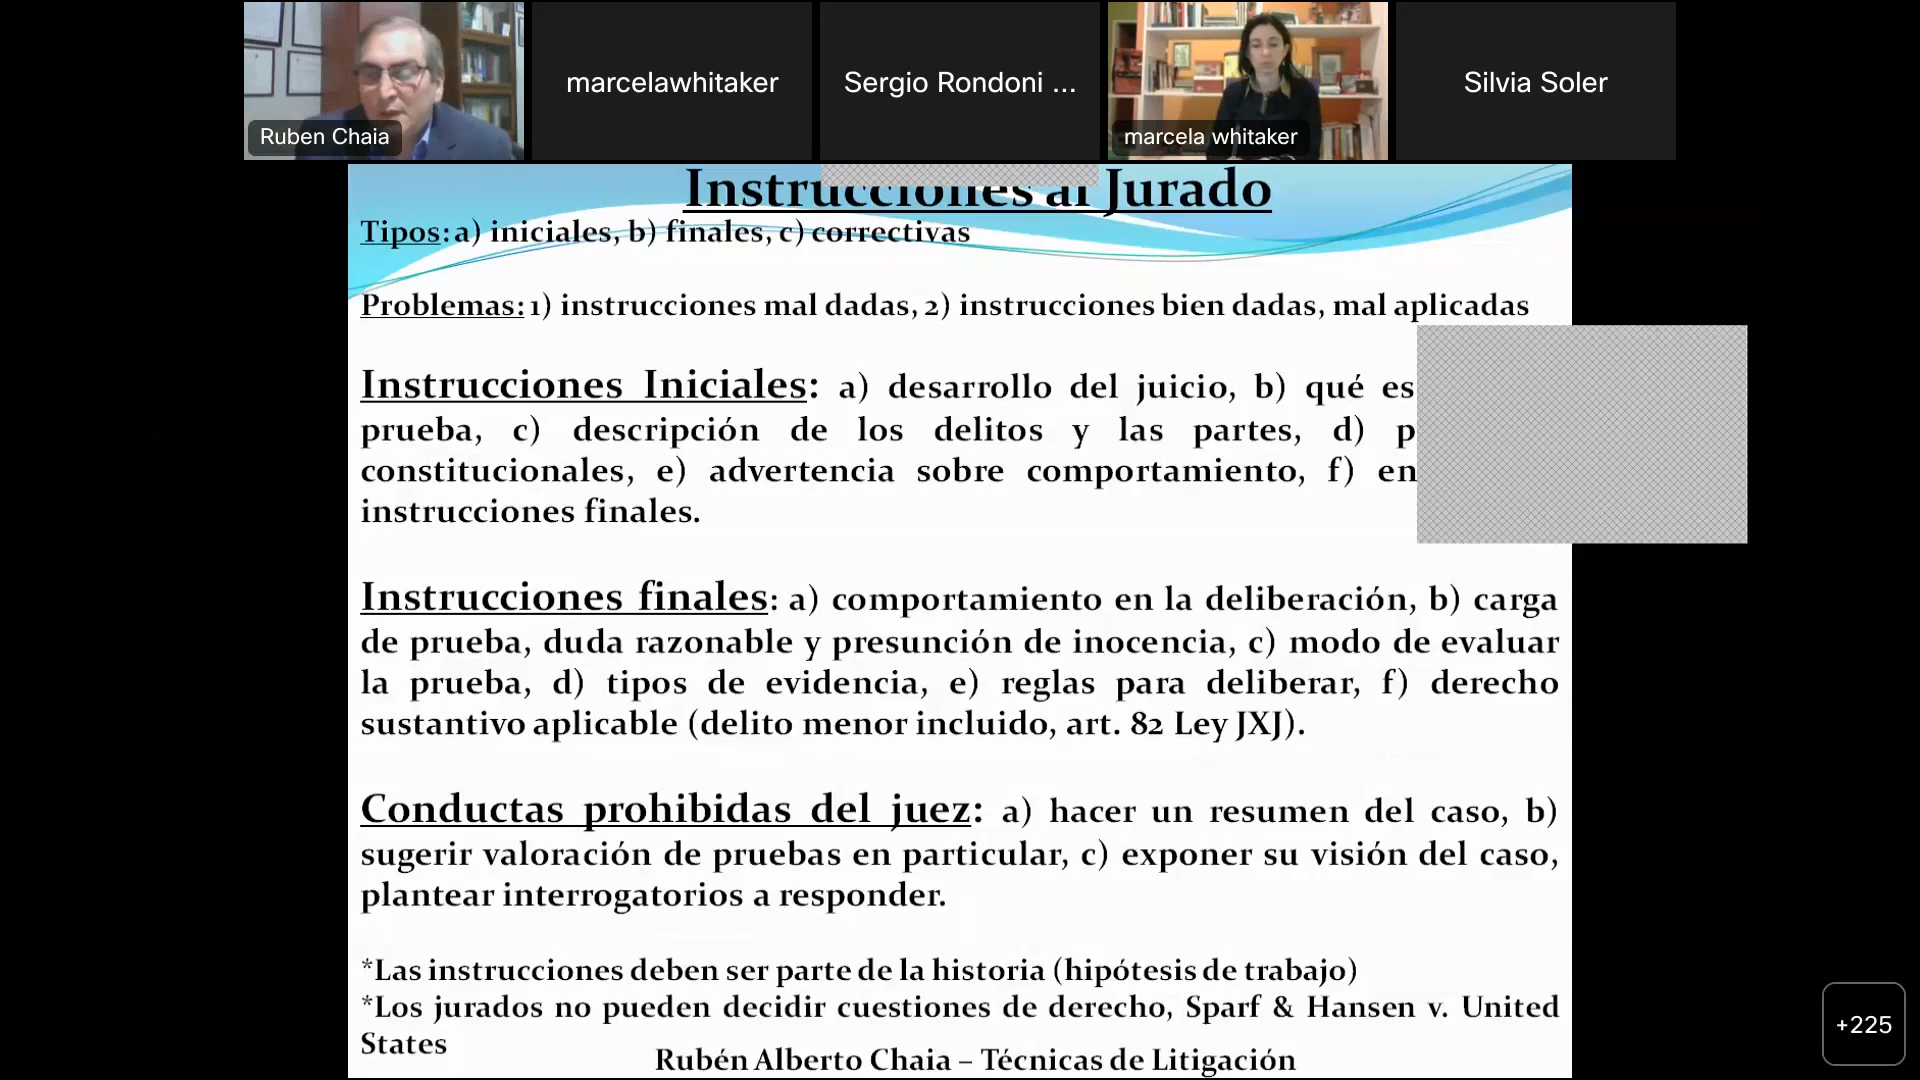 Ruben Chaia
marcelawhitaker
Sergio Rondoni ...
marcela whitaker
Silvia Soler
Instrucciones al Jurado
Tipos: a) iniciales, b) finales, c) correctivas
Problemas: 1) instrucciones mal dadas, 2) instrucciones bien dadas, mal aplicadas
Instrucciones Iniciales: a) desarrollo del juicio, b) qué es
prueba, c) descripción de los delitos y las partes, d)
constitucionales, e) advertencia sobre comportamiento, f)
instrucciones finales.
Instrucciones finales: a) comportamiento en la deliberación, b) carga
de prueba, duda razonable y presunción de inocencia, c) modo de evaluar
la prueba, d) tipos de evidencia, e) reglas para deliberar, f) derecho
sustantivo aplicable (delito menor incluido, art. 82 Ley JXJ).
Conductas prohibidas del juez: a) hacer un resumen del caso, b)
sugerir valoración de pruebas en particular, c) exponer su visión del caso,
plantear interrogatorios a responder.
*Las instrucciones deben ser parte de la historia (hipótesis de trabajo)
*Los jurados no pueden decidir cuestiones de derecho, Sparf & Hansen v. United
States
Rubén Alberto Chaia – Técnicas de Litigación
+225